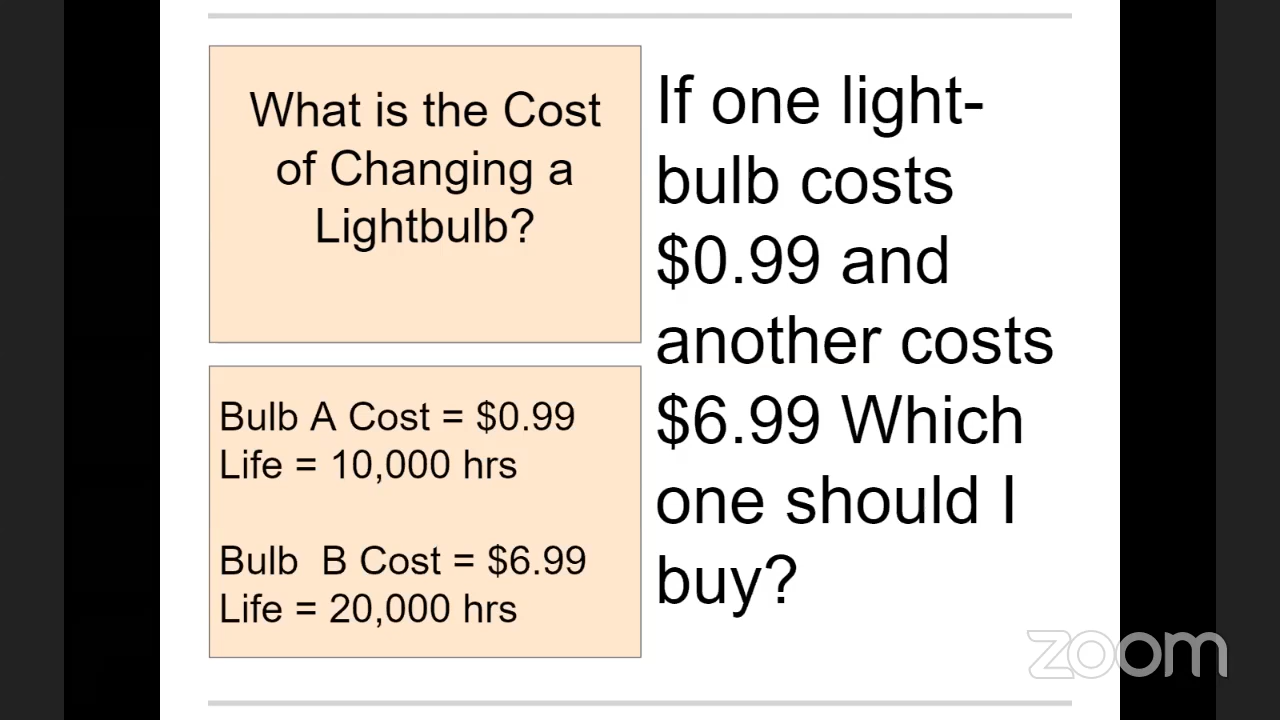 What is the Cost
of Changing a
Lightbulb?
Bulb A Cost = $0.99
Life = 10,000 hrs
Bulb B Cost = $6.99
Life = 20,000 hrs
If one light-
bulb costs
$0.99 and
another costs
$6.99 Which
one should I
buy?
zoom